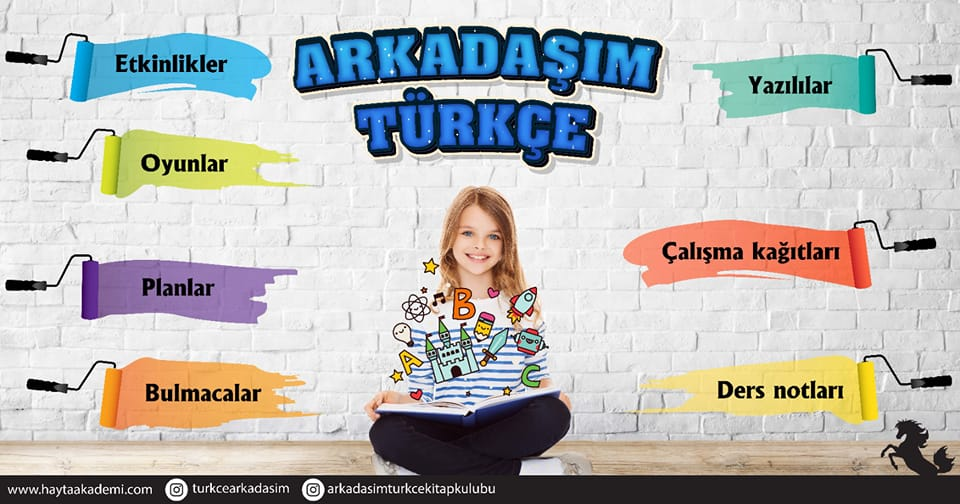 ARKADAŞIM
TÜRKÇE
Etkinlikler
Oyunlar
Planlar
Bulmacalar
Yazılılar
Çalışma kağıtları
Ders notları
B
A
C
www.haytaakademi.com
turkcearkadasim
arkadasimturkcekitapkulubu